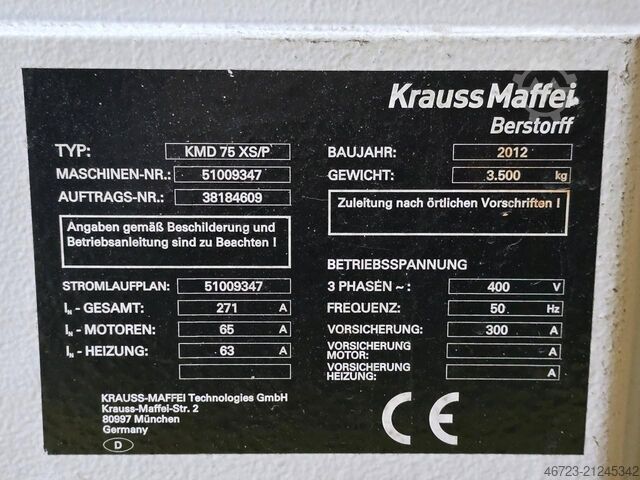 Krauss Maffei
Berstorff
TYP: KMD 75 XS/P
MASCHINEN-NR.: 51009347
AUFTRAGS-NR.: 38184609
Angaben gemäß Beschilderung und
Betriebsanleitung sind zu Beachten !
STROMLAUFPLAN: 51009347
IN - GESAMT: 271 A
IN - MOTOREN: 65 A
IN - HEIZUNG: 63 A
KRAUSS-MAFFEI Technologies GmbH
Krauss-Maffei-Str. 2
80997 München
Germany
D
BAUJAHR: 2012
GEWICHT: 3.500 kg
Zuleitung nach örtlichen Vorschriften !
BETRIEBSSPANNUNG
3 PHASEN ~: 400 V
FREQUENZ: 50 Hz
VORSICHERUNG: 300 A
VORSICHERUNG
MOTOR: A
VORSICHERUNG
HEIZUNG: A
CE
46723-21245342